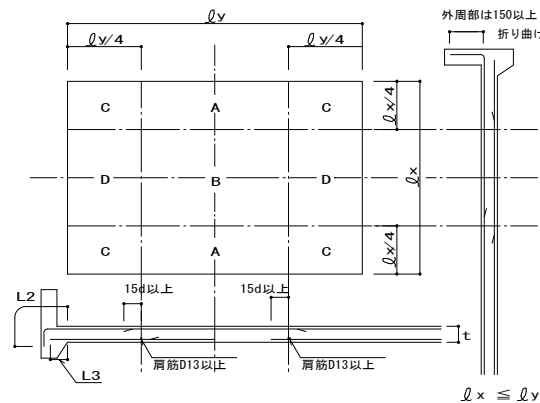 ℓy
外周部は150以上
ℓy/4
ℓy/4
折り曲げ
C
A
C
ℓx/4
D
B
D
ℓx
C
A
C
ℓx/4
15d以上
15d以上
L2
t
L3
肩筋D13以上
肩筋D13以上
ℓx ≦ ℓy